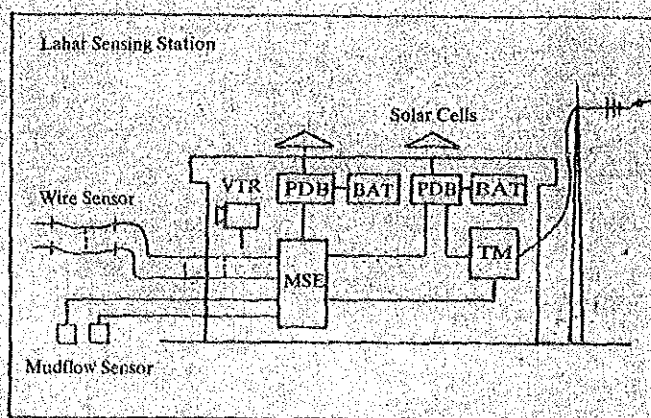 Lahar Sensing Station
Solar Cells
Wire Sensor
VTR
PDB BAT PDB BAT
TM
MSE
Mudflow Sensor